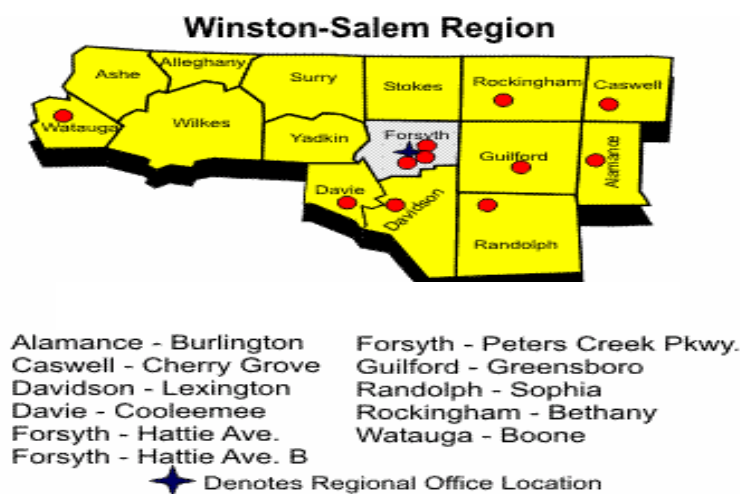 Winston-Salem Region
Ashe
Alleghany
Surry
Stokes
Rockingham
Caswell
Watauga
Wilkes
Yadkin
Forsyth
Guilford
Alamance
Davie
Davidson
Randolph
Alamance - Burlington
Caswell - Cherry Grove
Davidson - Lexington
Davie - Cooleemee
Forsyth - Hattie Ave.
Forsyth - Hattie Ave. B
Forsyth - Peters Creek Pkwy.
Guilford - Greensboro
Randolph - Sophia
Rockingham - Bethany
Watauga - Boone
Denotes Regional Office Location